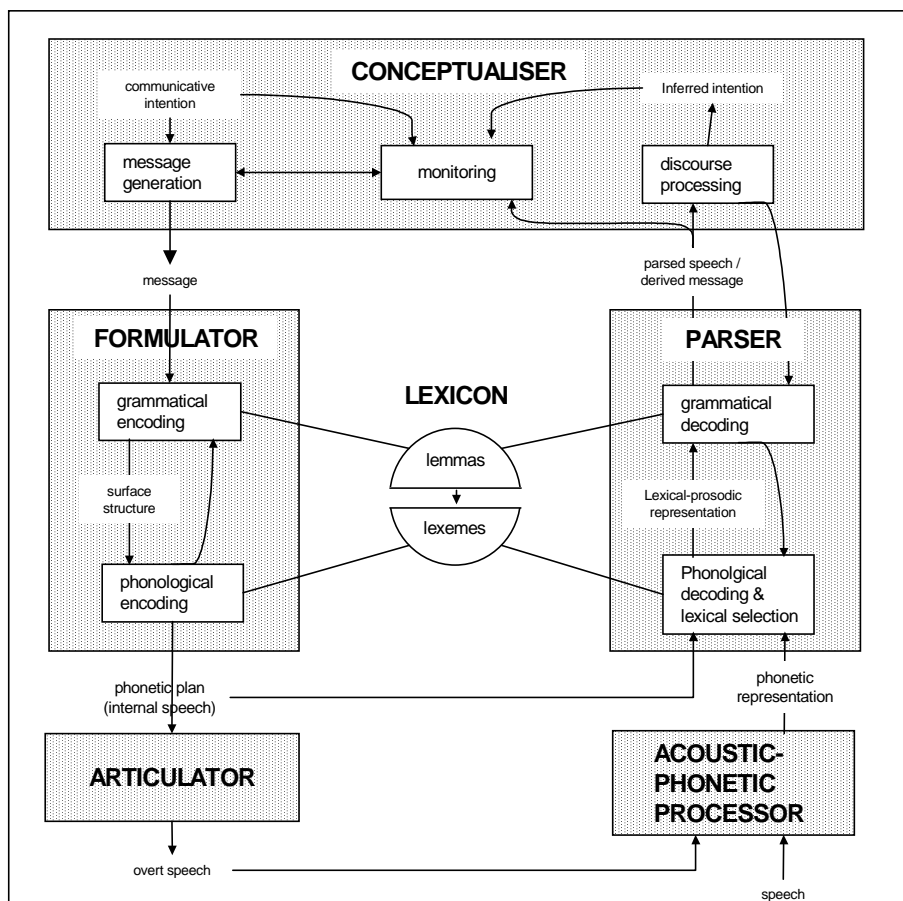 CONCEPTUALISER
communicative
intention
Inferred intention
message
generation
monitoring
discourse
processing
message
parsed speech /
derived message
FORMULATOR
PARSER
LEXICON
grammatical
encoding
grammatical
decoding
lemmas
surface
structure
Lexical-prosodic
representation
lexemes
phonological
encoding
Phonolgical
decoding &
lexical selection
phonetic plan
(internal speech)
phonetic
representation
ARTICULATOR
ACOUSTIC-
PHONETIC
PROCESSOR
overt speech
speech